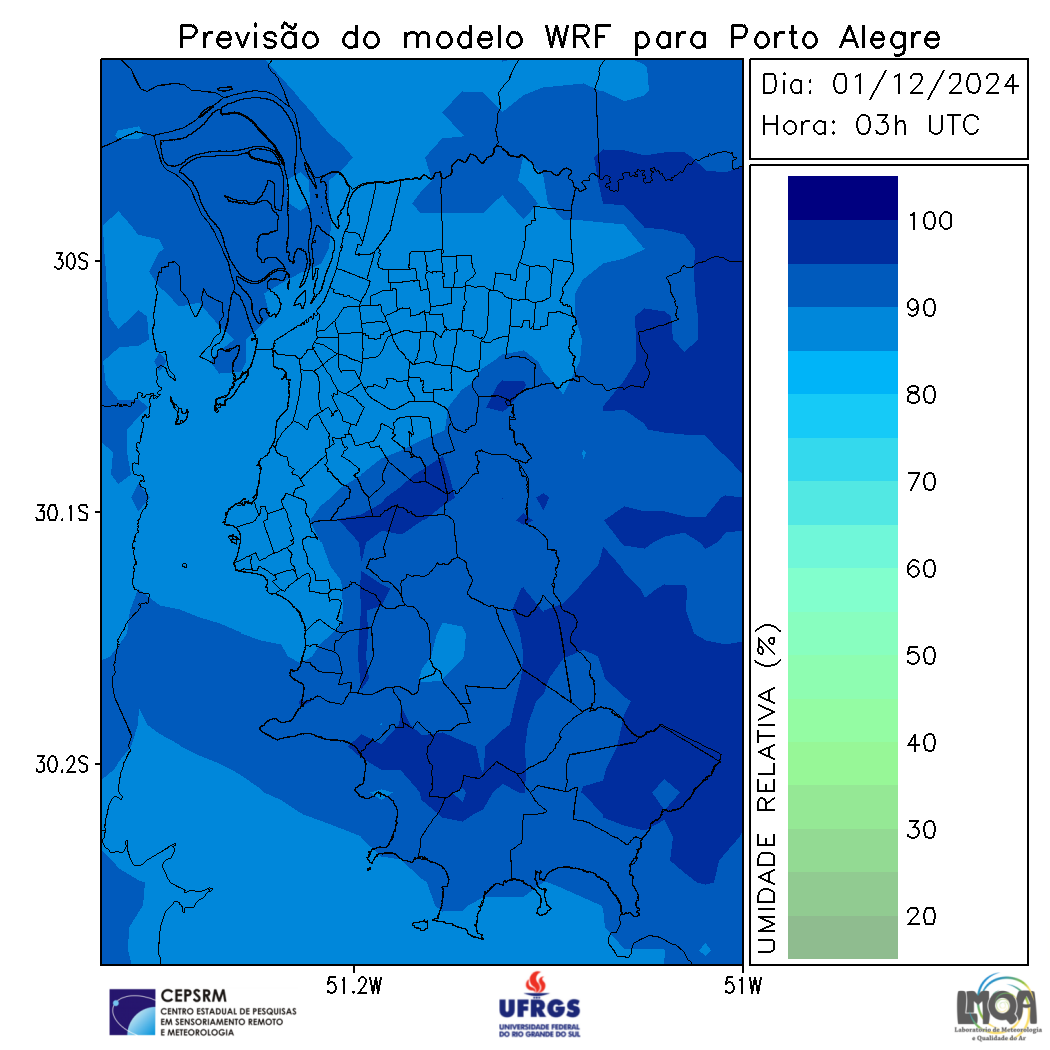 Previsão do modelo WRF para Porto Alegre
Dia: 01/12/2024
Hora: 03h UTC
30S
30.1S
30.2S
51.2W
51W
UMIDADE RELATIVA (%)
100
90
80
70
60
50
40
30
20
CEPSRM
CENTRO ESTADUAL DE PESQUISAS
EM SENSORIAMENTO REMOTO
E METEOROLOGIA
UFRGS
UNIVERSIDADE FEDERAL
DO RIO GRANDE DO SUL
LMQA
Laboratório de Meteorologia
e Qualidade do Ar